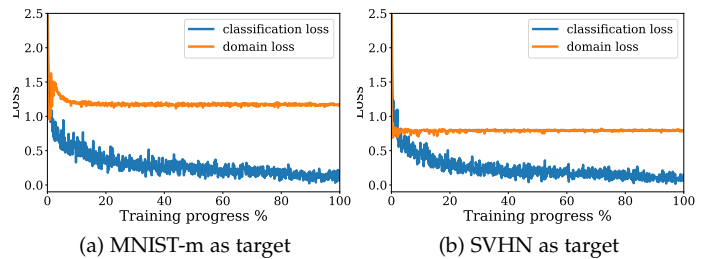 2.5
2.0
1.5
1.0
0.5
0.0
Loss
classification loss
domain loss
0 20 40 60 80 100
Training progress %
(a) MNIST-m as target
2.5
2.0
1.5
1.0
0.5
0.0
Loss
classification loss
domain loss
0 20 40 60 80 100
Training progress %
(b) SVHN as target